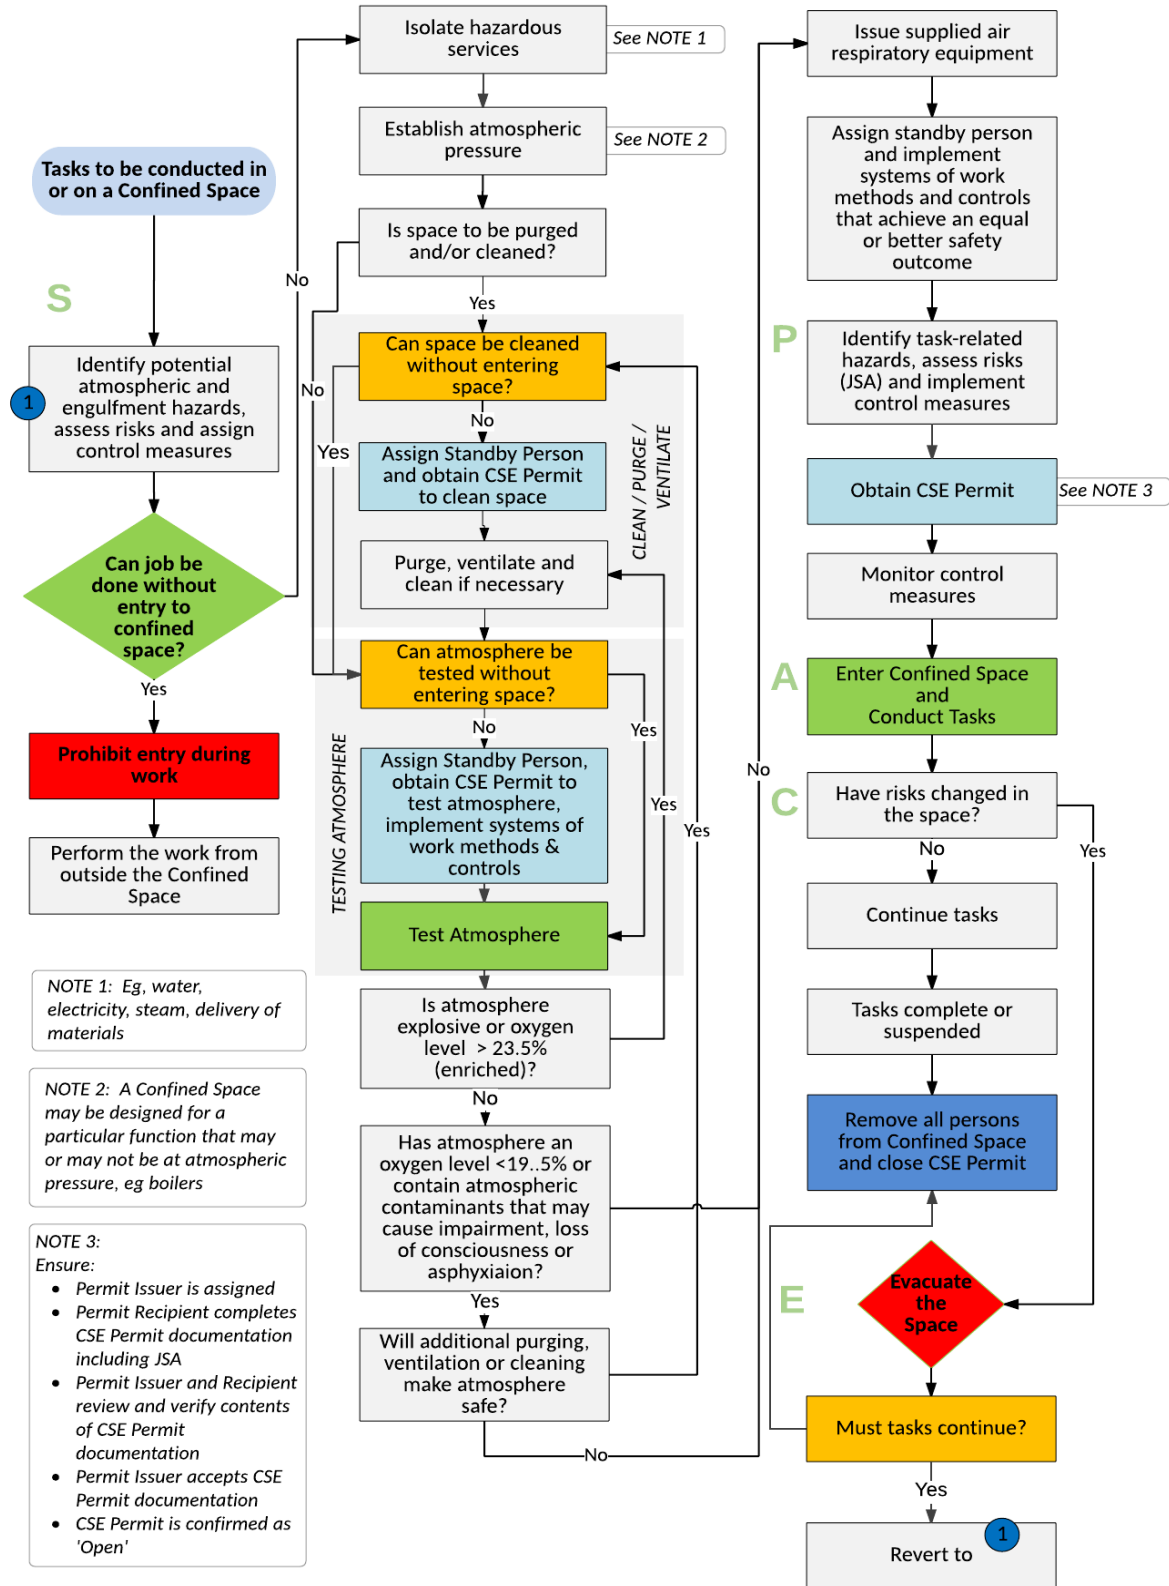 Tasks to be conducted in
or on a Confined Space
S
1
Identify potential
atmospheric and
engulfment hazards,
assess risks and assign
control measures
Can job be
done without
entry to
confined
space?
No
Yes
Prohibit entry during
work
Perform the work from
outside the Confined
Space
NOTE 1:  Eg, water,
electricity, steam, delivery of
materials
NOTE 2:  A Confined Space
may be designed for a
particular function that may
or may not be at atmospheric
pressure, eg boilers
NOTE 3:
Ensure:
• Permit Issuer is assigned
• Permit Recipient completes
CSE Permit documentation
including JSA
• Permit Issuer and Recipient
review and verify contents
of CSE Permit
documentation
• Permit Issuer accepts CSE
Permit documentation
• CSE Permit is confirmed as
'Open'
Isolate hazardous
services
See NOTE 1
Establish atmospheric
pressure
See NOTE 2
Is space to be purged
and/or cleaned?
No
Yes
Can space be cleaned
without entering
space?
Yes
No
Assign Standby Person
and obtain CSE Permit
to clean space
CLEAN / PURGE /
VENTILATE
Purge, ventilate and
clean if necessary
Can atmosphere be
tested without
entering space?
No
Yes
TESTING ATMOSPHERE
Assign Standby Person,
obtain CSE Permit to
test atmosphere,
implement systems of
work methods &
controls
Test Atmosphere
Is atmosphere
explosive or oxygen
level  > 23.5%
(enriched)?
Yes
No
Has atmosphere an
oxygen level <19..5% or
contain atmospheric
contaminants that may
cause impairment, loss
of consciousness or
asphyxiaion?
Yes
Will additional purging,
ventilation or cleaning
make atmosphere
safe?
Yes
No
No
Issue supplied air
respiratory equipment
Assign standby person
and implement
systems of work
methods and controls
that achieve an equal
or better safety
outcome
P
Identify task-related
hazards, assess risks
(JSA) and implement
control measures
Obtain CSE Permit
See NOTE 3
Monitor control
measures
A
Enter Confined Space
and
Conduct Tasks
C
Have risks changed in
the space?
No
Yes
Continue tasks
Tasks complete or
suspended
Remove all persons
from Confined Space
and close CSE Permit
E
Evacuate
the
Space
Must tasks continue?
Yes
Revert to
1